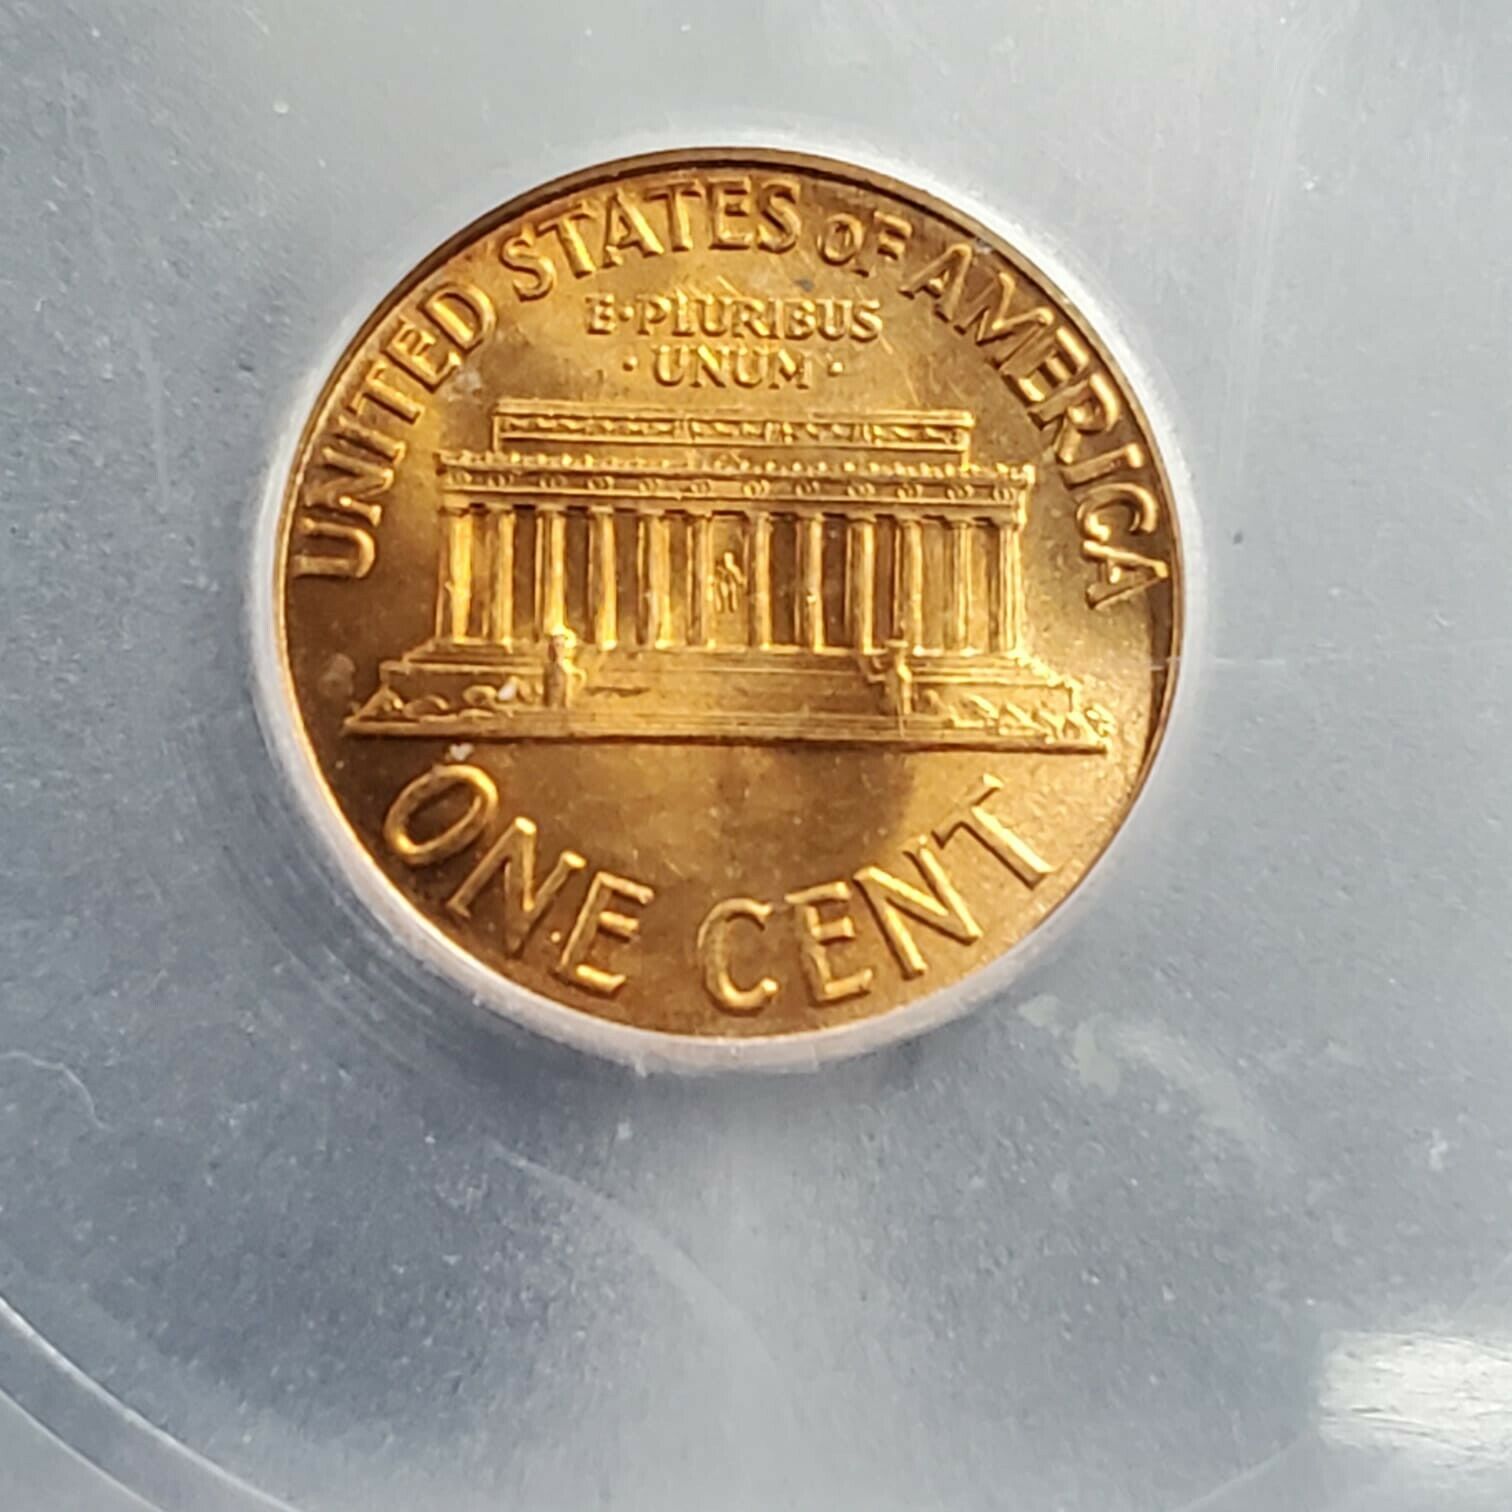 UNITED STATES OF AMERICA
E·PLURIBUS
·UNUM·
ONE CENT